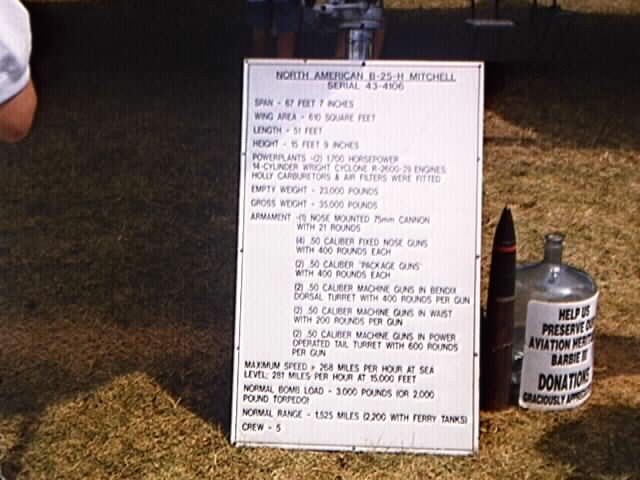 NORTH AMERICAN B-25-H MITCHELL
SERIAL 43-4106
SPAN - 67 FEET 7 INCHES
WING AREA - 610 SQUARE FEET
LENGTH - 51 FEET
HEIGHT - 15 FEET 9 INCHES
POWERPLANTS -(2) 1,700 HORSEPOWER
14-CYLINDER WRIGHT CYCLONE R-2600-29 ENGINES
HOLLY CARBURETORS & AIR FILTERS WERE FITTED
EMPTY WEIGHT - 23,000 POUNDS
GROSS WEIGHT - 35,000 POUNDS
ARMAMENT -(1) NOSE MOUNTED 75mm CANNON
WITH 21 ROUNDS
(4) .50 CALIBER FIXED NOSE GUNS
WITH 400 ROUNDS EACH
(2) .50 CALIBER "PACKAGE GUNS"
WITH 400 ROUNDS EACH
(2) .50 CALIBER MACHINE GUNS IN BENDIX
DORSAL TURRET WITH 400 ROUNDS PER GUN
(2) .50 CALIBER MACHINE GUNS IN WAIST
WITH 200 ROUNDS PER GUN
(2) .50 CALIBER MACHINE GUNS IN POWER
OPERATED TAIL TURRET WITH 600 ROUNDS
PER GUN
MAXIMUM SPEED - 268 MILES PER HOUR AT SEA
LEVEL; 281 MILES PER HOUR AT 15,000 FEET
NORMAL BOMB LOAD - 3,000 POUNDS (OR 2,000
POUND TORPEDO)
NORMAL RANGE - 1,525 MILES (2,200 WITH FERRY TANKS)
CREW - 5
HELP US
PRESERVE OU
AVIATION HERIT
BARBIE III
DONATIONS
GRACIOUSLY APPRECI